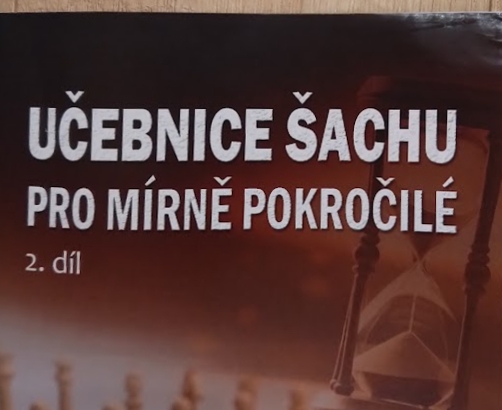 UČEBNICE ŠACHU
PRO MÍRNĚ POKROČILÉ
2. díl